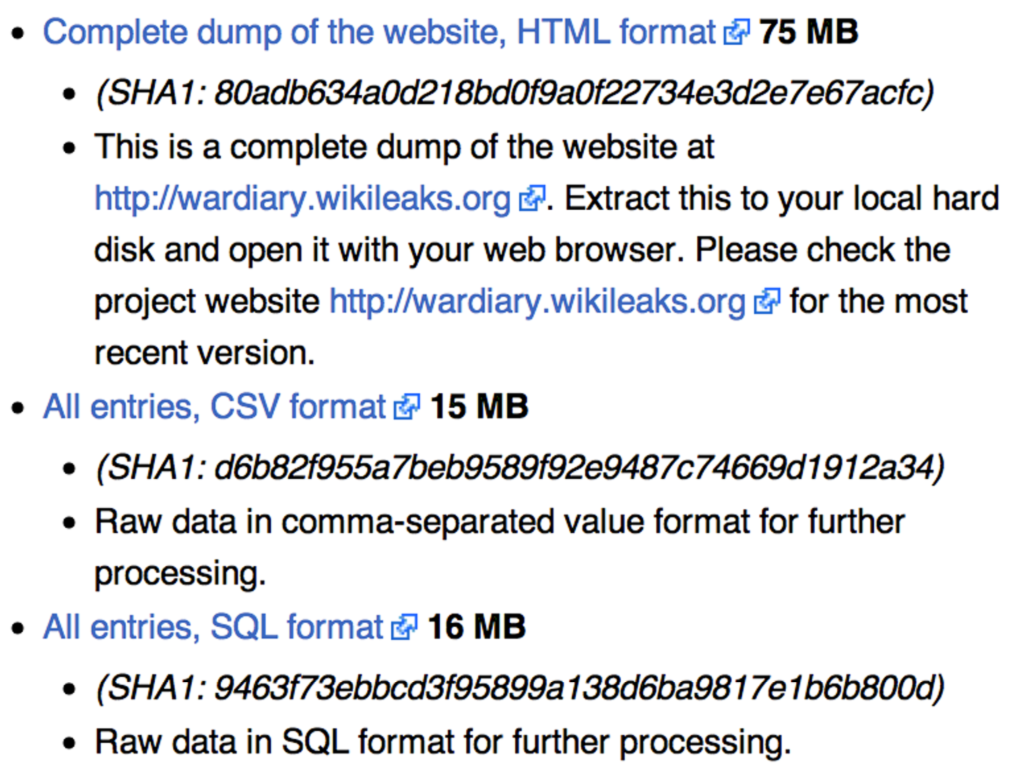 Complete dump of the website, HTML format 75 MB
(SHA1: 80adb634a0d218bd0f9a0f22734e3d2e7e67acfc)
This is a complete dump of the website at
http://wardiary.wikileaks.org . Extract this to your local hard
disk and open it with your web browser. Please check the
project website http://wardiary.wikileaks.org for the most
recent version.
All entries, CSV format 15 MB
(SHA1: d6b82f955a7beb9589f92e9487c74669d1912a34)
Raw data in comma-separated value format for further
processing.
All entries, SQL format 16 MB
(SHA1: 9463f73ebbcd3f95899a138d6ba9817e1b6b800d)
Raw data in SQL format for further processing.